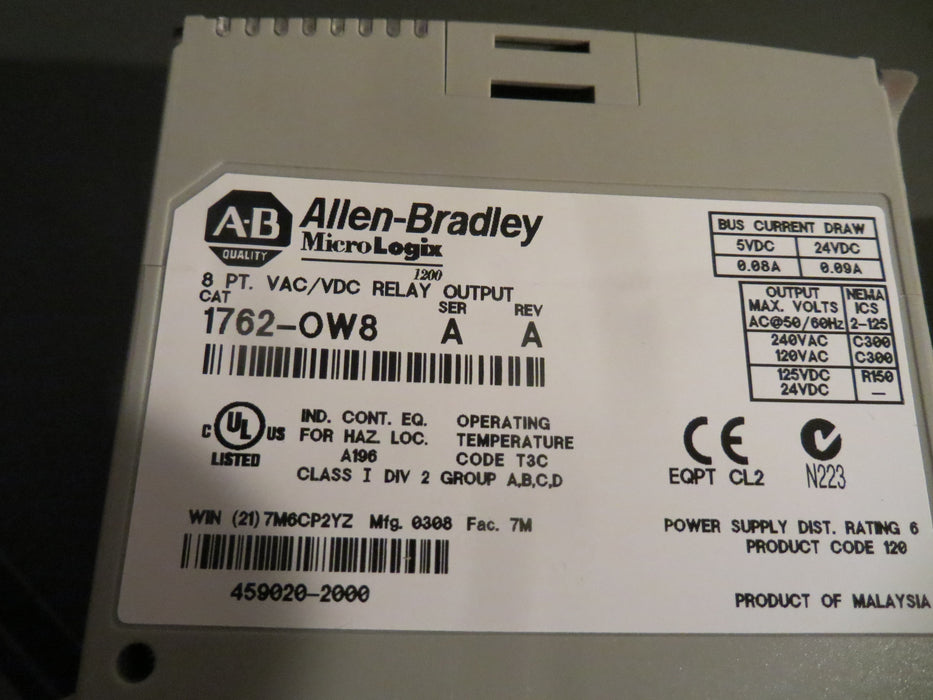 A-B
QUALITY
Allen-Bradley
MicroLogix
1200
8 PT. VAC/VDC RELAY OUTPUT
CAT SER REV
1762-OW8 A A
BUS CURRENT DRAW
5VDC 24VDC
0.08A 0.09A
OUTPUT MAX. VOLTS AC@50/60Hz NEMA ICS 2-125
240VAC C300
120VAC C300
125VDC R150
24VDC —
C UL US
LISTED
IND. CONT. EQ.
FOR HAZ. LOC.
A196
OPERATING
TEMPERATURE
CODE T3C
CLASS I DIV 2 GROUP A,B,C,D
CE
EQPT CL2
N223
WIN (21) 7M6CP2YZ Mfg. 0308 Fac. 7M
459020-2000
POWER SUPPLY DIST. RATING 6
PRODUCT CODE 120
PRODUCT OF MALAYSIA